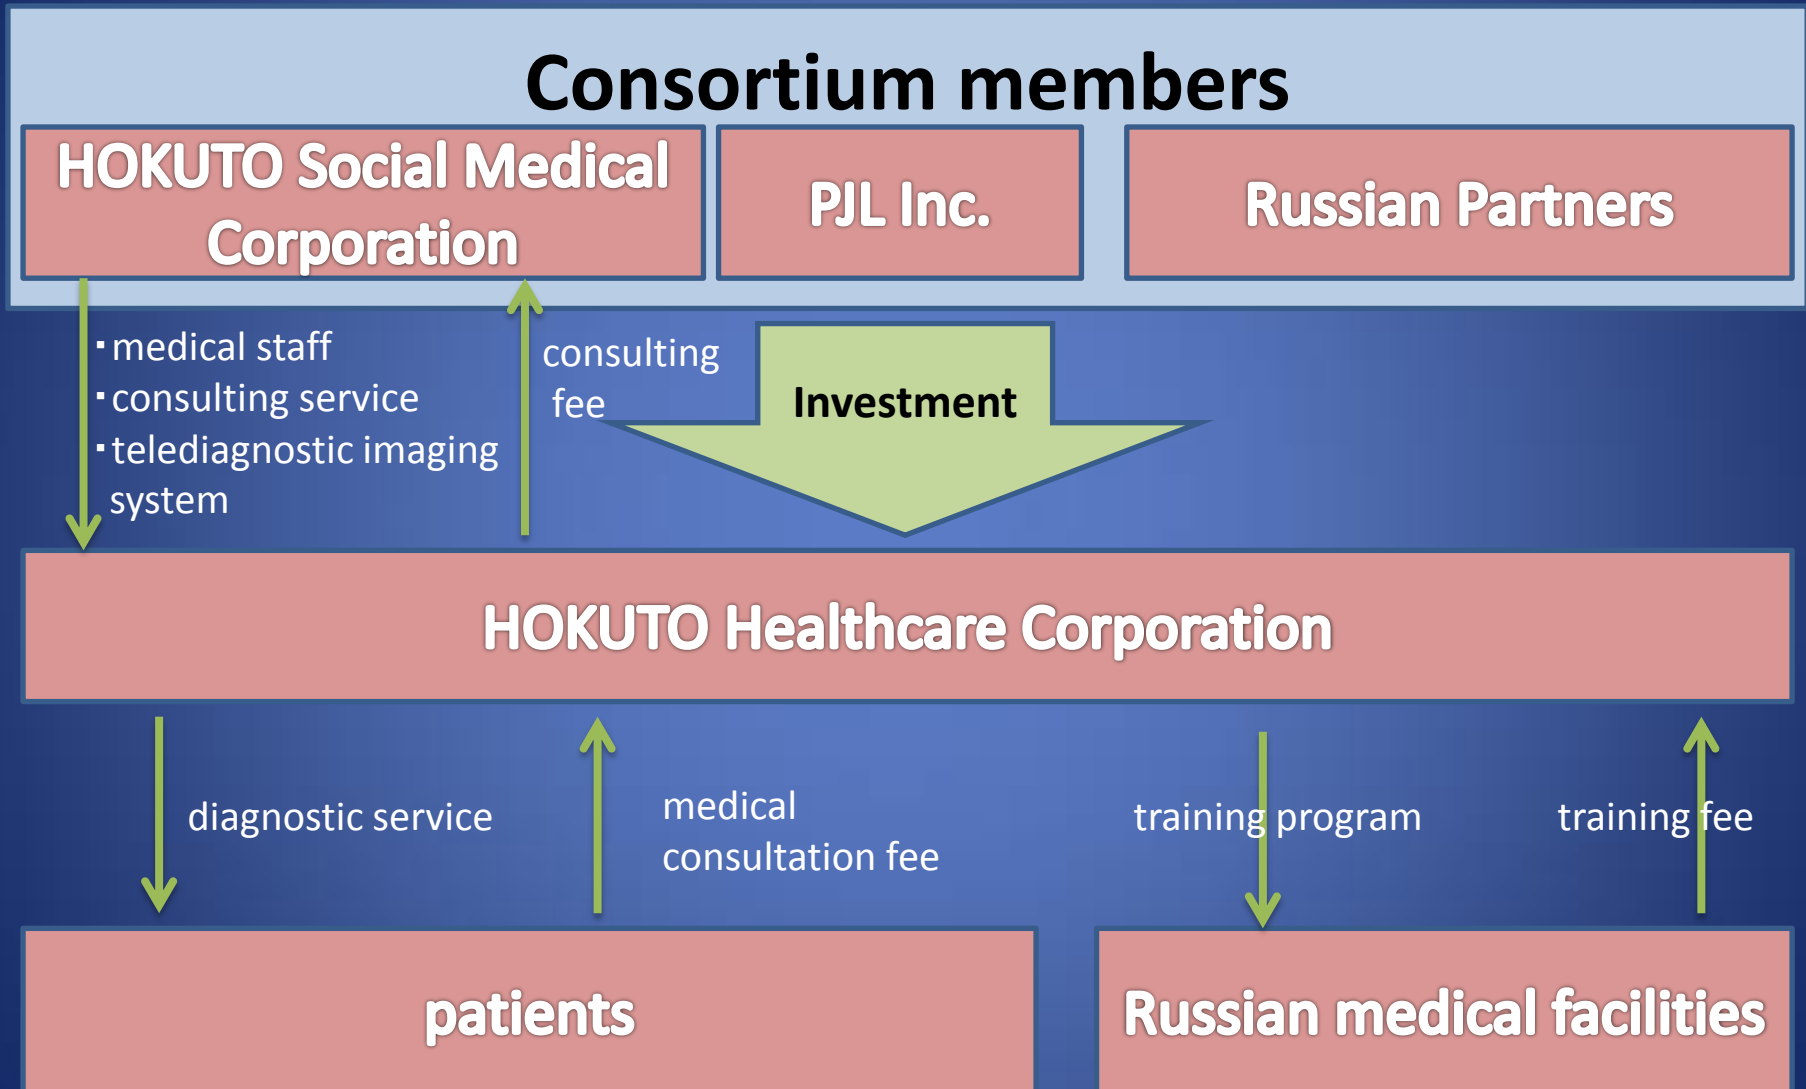 Consortium members
HOKUTO Social Medical
Corporation
PJL Inc.
Russian Partners
・medical staff
・consulting service
・telediagnostic imaging
system
consulting
fee
Investment
HOKUTO Healthcare Corporation
diagnostic service
medical
consultation fee
training program
training fee
patients
Russian medical facilities